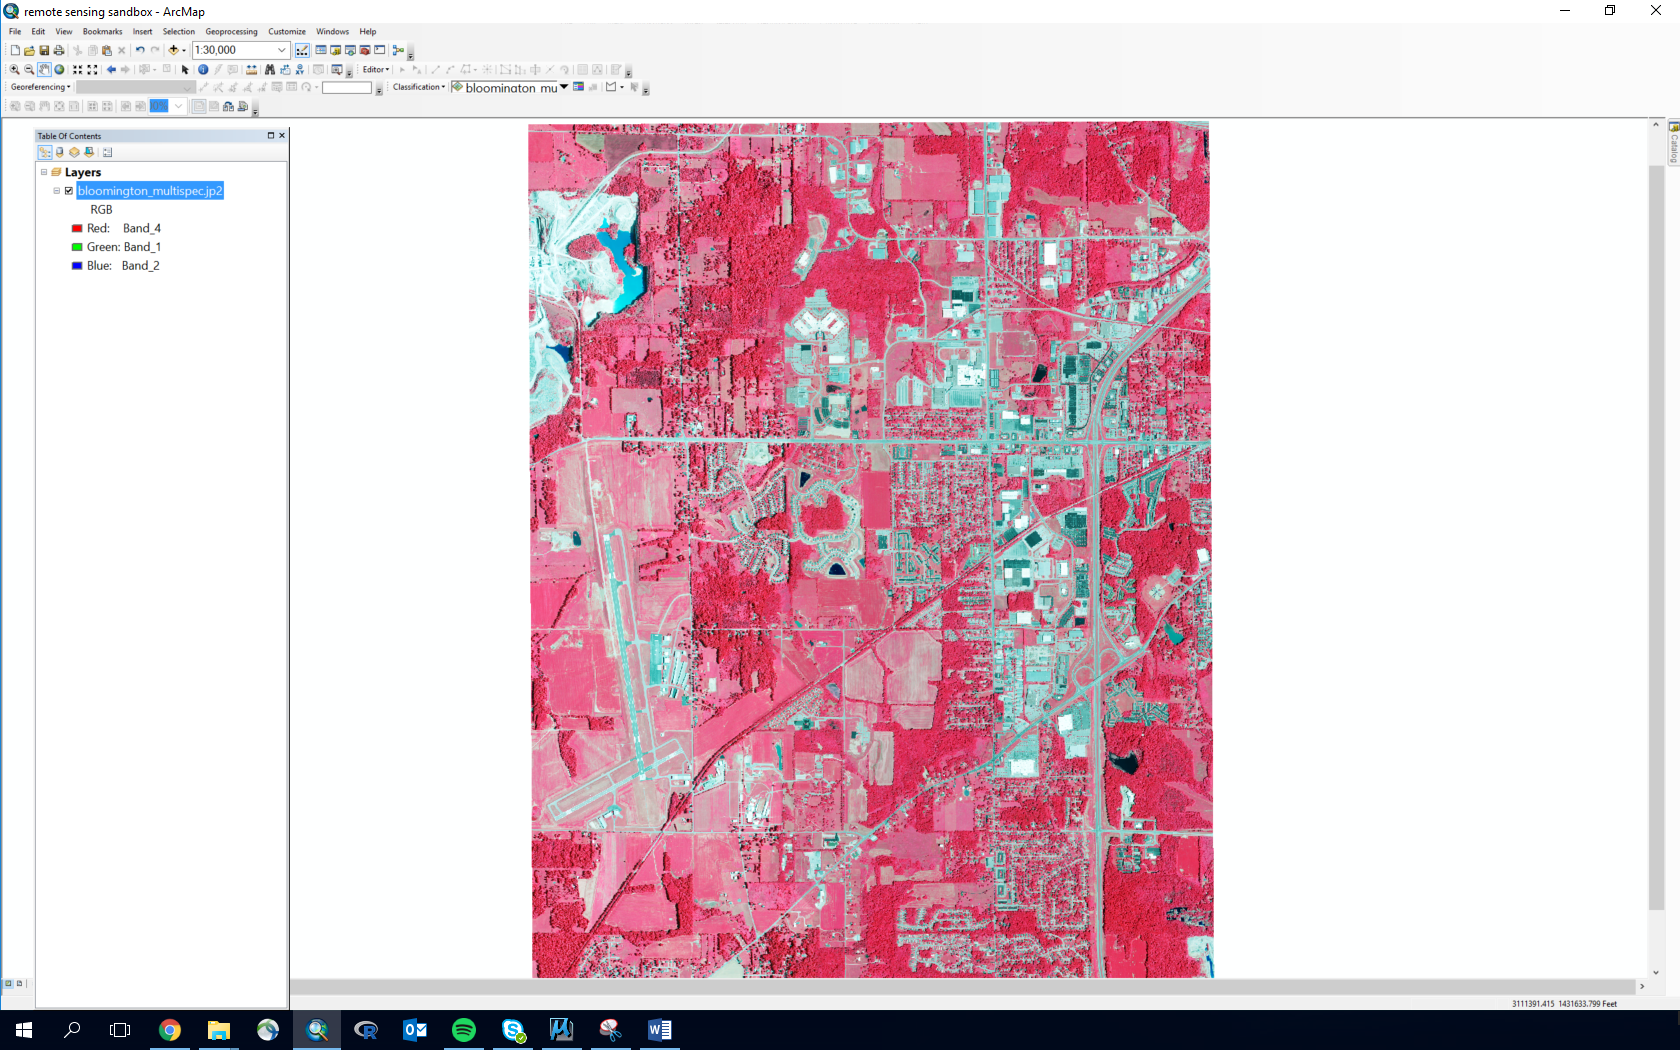 remote sensing sandbox - ArcMap
File Edit View Bookmarks Insert Selection Geoprocessing Customize Windows Help
1:30,000
Editor
Georeferencing Classification bloomington mu
Table Of Contents
Layers
bloomington_multispec.jp2
RGB
Red: Band_4
Green: Band_1
Blue: Band_2
Catalog
3111391.415 1431633.799 Feet